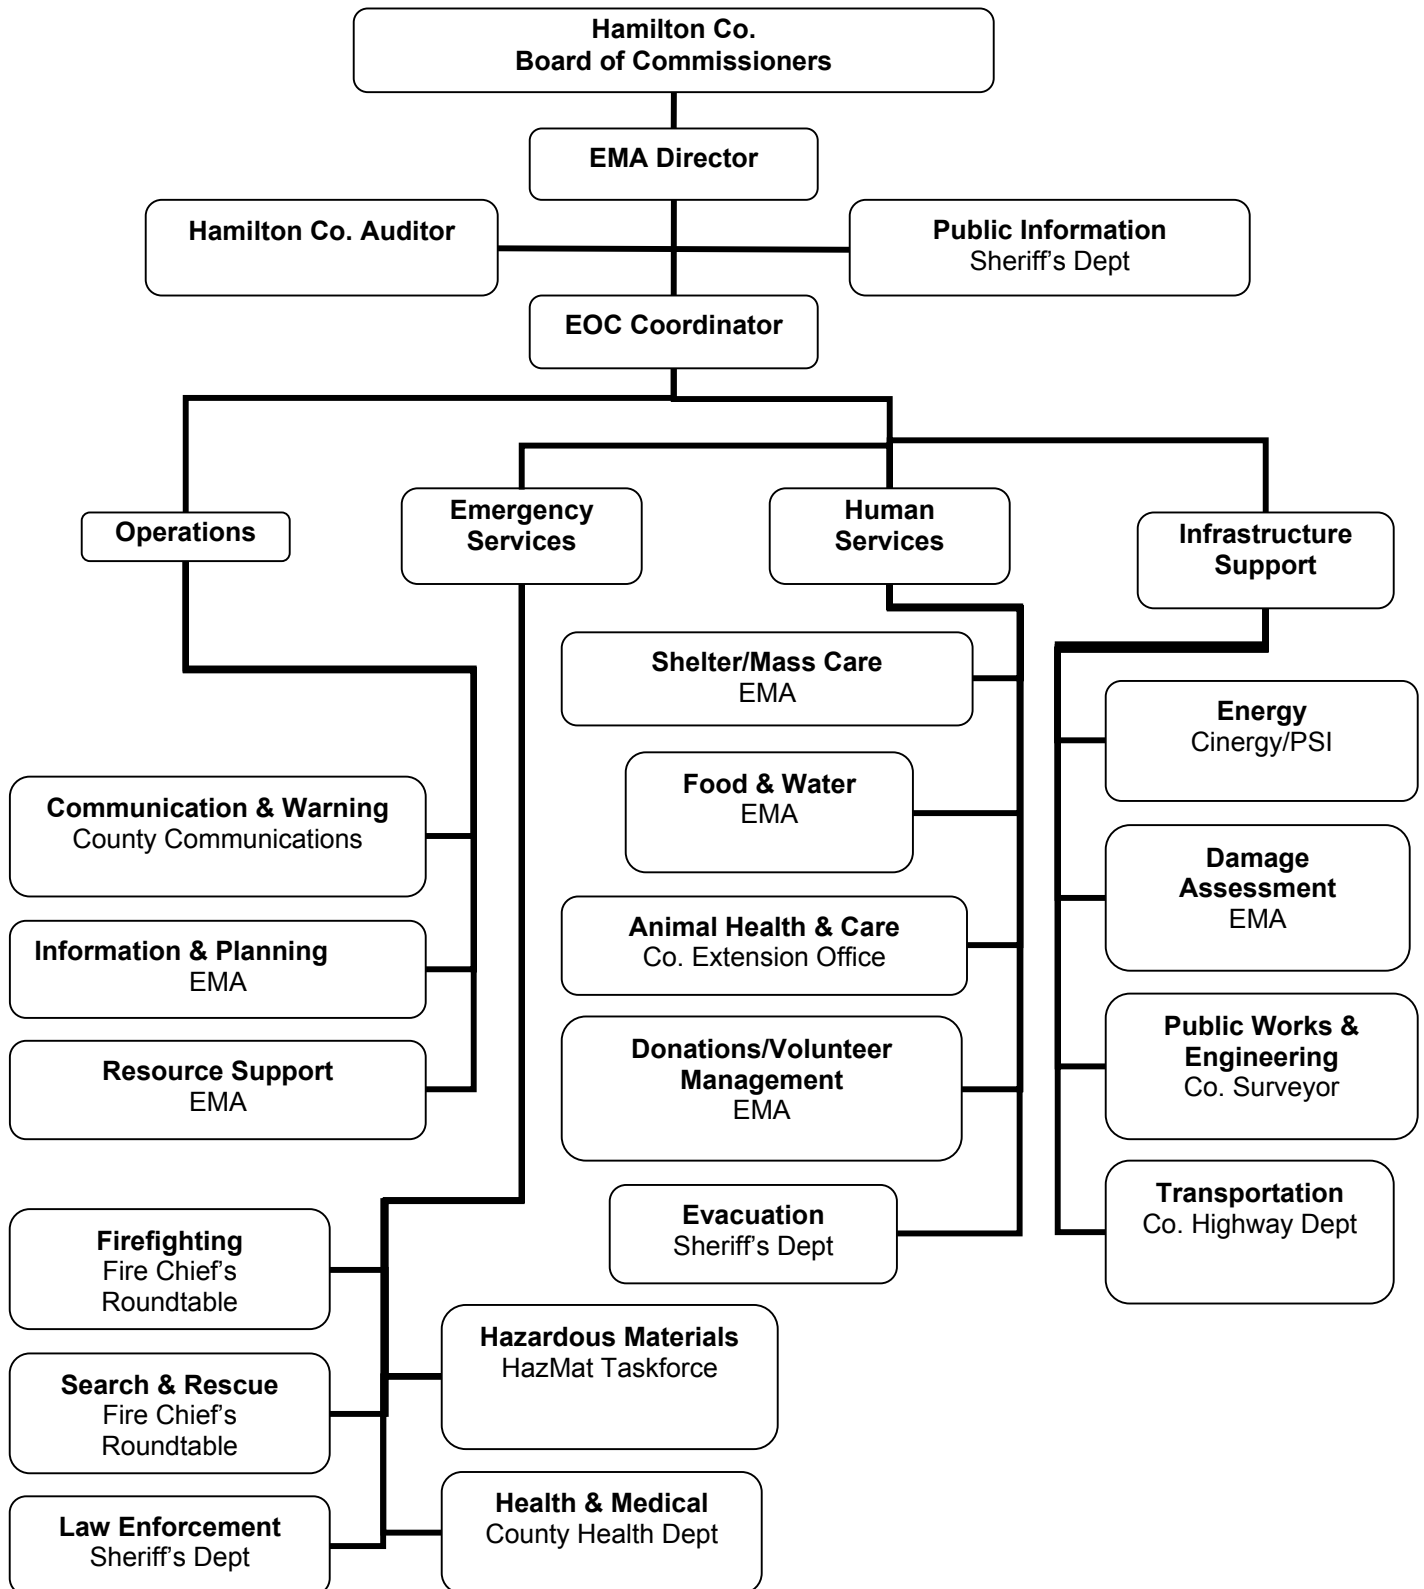 Hamilton Co.
Board of Commissioners
EMA Director
Hamilton Co. Auditor
Public Information
Sheriff's Dept
EOC Coordinator
Operations
Emergency
Services
Human
Services
Infrastructure
Support
Communication & Warning
County Communications
Information & Planning
EMA
Resource Support
EMA
Shelter/Mass Care
EMA
Food & Water
EMA
Animal Health & Care
Co. Extension Office
Donations/Volunteer
Management
EMA
Evacuation
Sheriff's Dept
Energy
Cinergy/PSI
Damage
Assessment
EMA
Public Works &
Engineering
Co. Surveyor
Transportation
Co. Highway Dept
Firefighting
Fire Chief's
Roundtable
Search & Rescue
Fire Chief's
Roundtable
Law Enforcement
Sheriff's Dept
Hazardous Materials
HazMat Taskforce
Health & Medical
County Health Dept